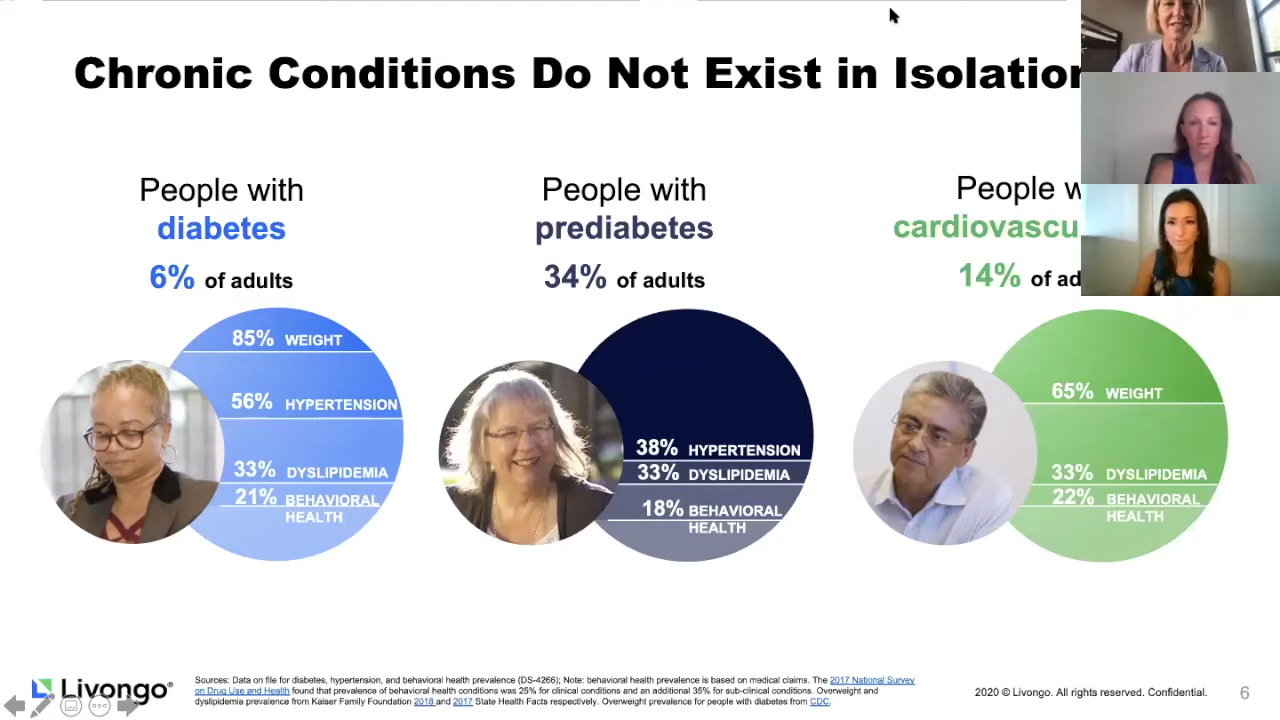 Chronic Conditions Do Not Exist in Isolation
People with
diabetes
6% of adults
85% WEIGHT
56% HYPERTENSION
33% DYSLIPIDEMIA
21% BEHAVIORAL
HEALTH
People with
prediabetes
34% of adults
38% HYPERTENSION
33% DYSLIPIDEMIA
18% BEHAVIORAL
HEALTH
People w
cardiovascu
14% of ad
65% WEIGHT
33% DYSLIPIDEMIA
22% BEHAVIORAL
HEALTH
Livongo®
Sources: Data on file for diabetes, hypertension, and behavioral health prevalence (DS-4266); Note: behavioral health prevalence is based on medical claims. The 2017 National Survey
on Drug Use and Health found that prevalence of behavioral health conditions was 25% for clinical conditions and an additional 35% for sub-clinical conditions. Overweight and
dyslipidemia prevalence from Kaiser Family Foundation 2018 and 2017 State Health Facts respectively. Overweight prevalence for people with diabetes from CDC.
2020 © Livongo. All rights reserved. Confidential.
6